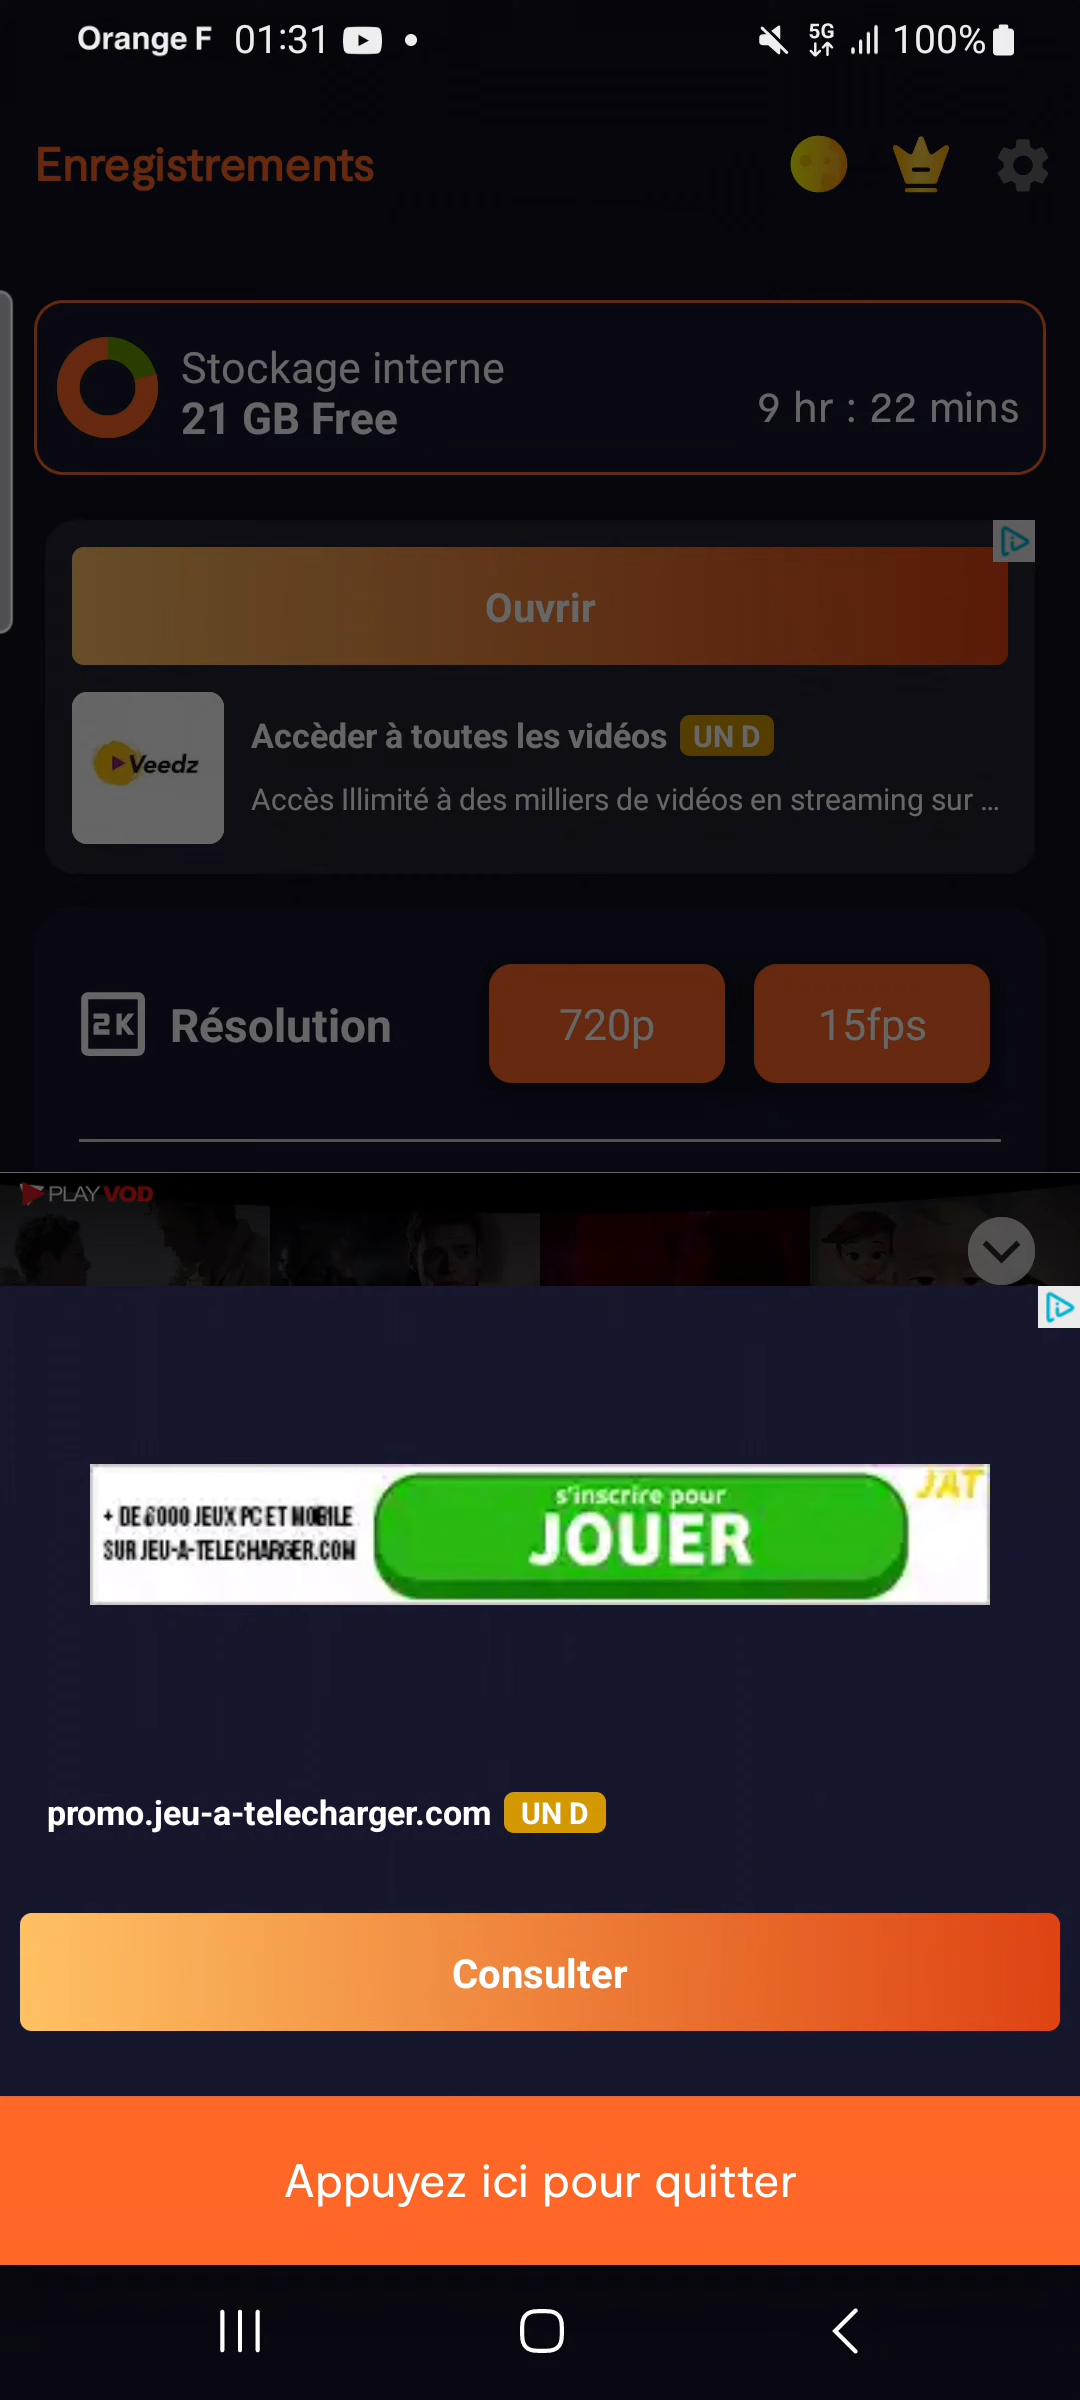 Orange F 01:31 5G 100%
Enregistrements
Stockage interne
21 GB Free
9 hr : 22 mins
Ouvrir
Veedz
Accèder à toutes les vidéos UN D
Accès Illimité à des milliers de vidéos en streaming sur ...
2K Résolution 720p 15fps
PLAY VOD
+ DE 6000 JEUX PC ET MOBILE
SUR JEU-A-TELECHARGER.COM
s'inscrire pour
JOUER
JAT
promo.jeu-a-telecharger.com UN D
Consulter
Appuyez ici pour quitter